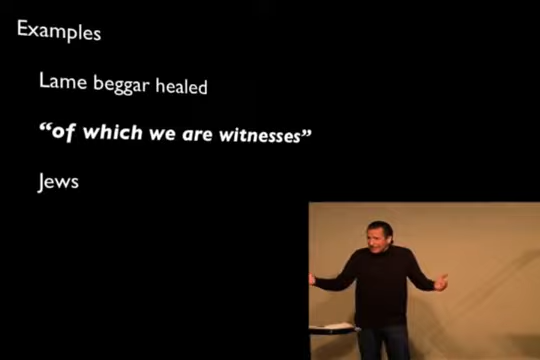 Examples
Lame beggar healed
“of which we are witnesses”
Jews